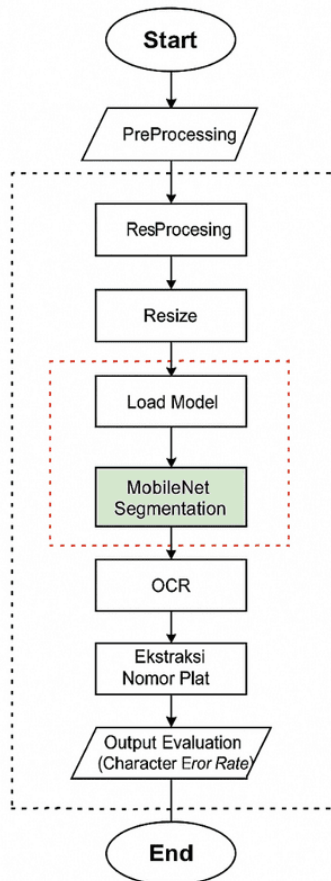 Start
PreProcessing
ResProcesing
Resize
Load Model
MobileNet
Segmentation
OCR
Ekstraksi
Nomor Plat
Output Evaluation
(Character Eror Rate)
End